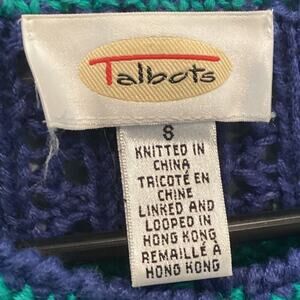 Talbots
S
KNITTED IN
CHINA
TRICOTÉ EN
CHINE
LINKED AND
LOOPED IN
HONG KONG
REMAILLÉ À
HONG KONG